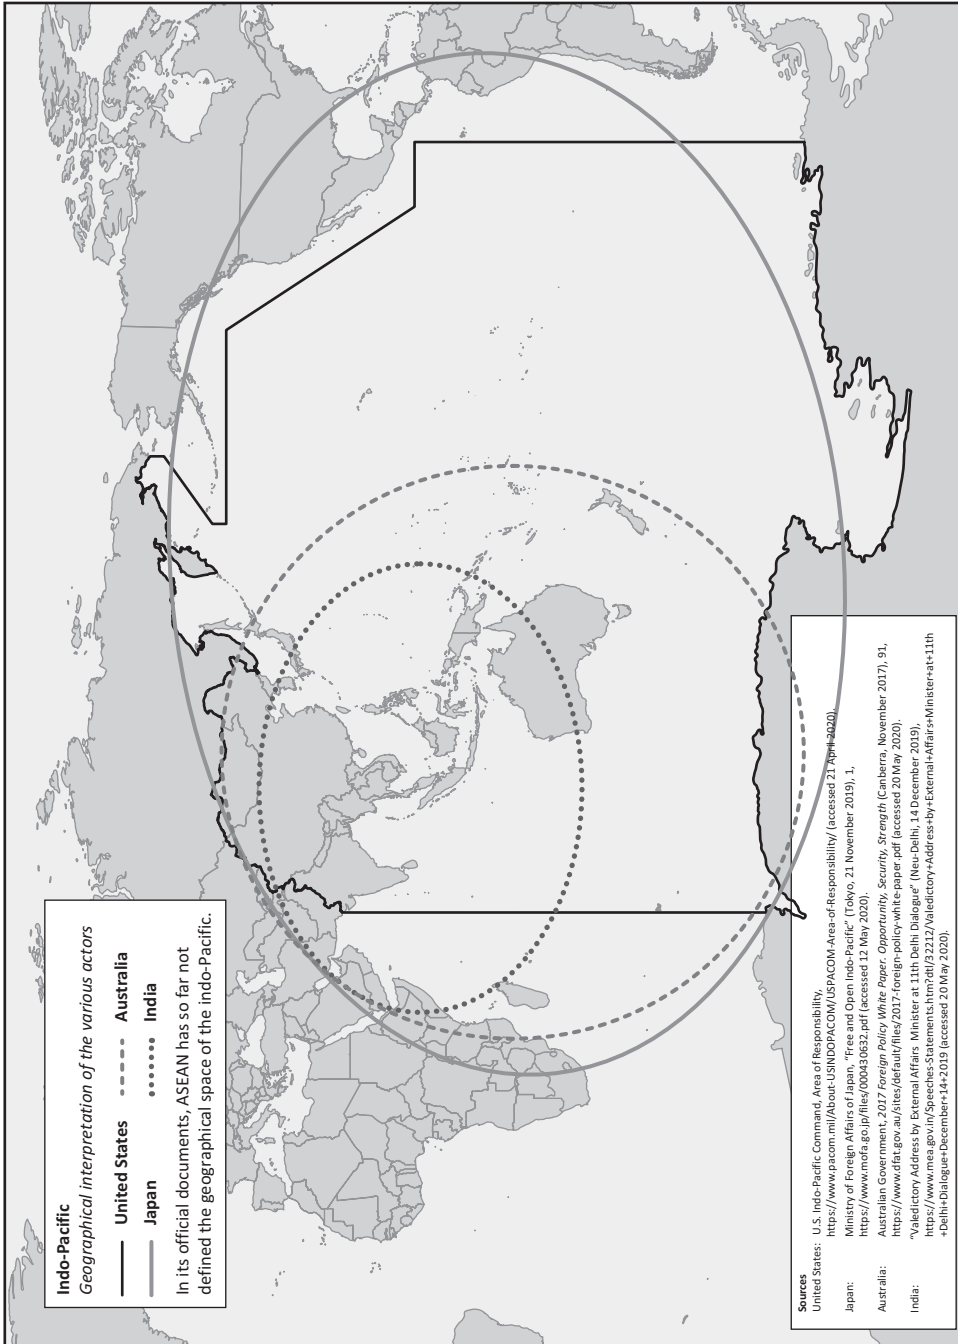 Indo-Pacific
Geographical interpretation of the various actors
United States
Australia
Japan
India
In its official documents, ASEAN has so far not
defined the geographical space of the indo-Pacific.
Sources
United States: U.S. Indo-Pacific Command, Area of Responsibility,
https://www.pacom.mil/About-USINDOPACOM/USPACOM-Area-of-Responsibility/ (accessed 21 April 2020).
Japan: Ministry of Foreign Affairs of Japan, "Free and Open Indo-Pacific" (Tokyo, 21 November 2019), 1,
https://www.mofa.go.jp/files/000430632.pdf (accessed 12 May 2020).
Australia: Australian Government, 2017 Foreign Policy White Paper. Opportunity, Security, Strength (Canberra, November 2017), 91,
https://www.dfat.gov.au/sites/default/files/2017-foreign-policy-white-paper.pdf (accessed 20 May 2020).
India: "Valedictory Address by External Affairs Minister at 11th Delhi Dialogue" (Neu-Delhi, 14 December 2019),
https://www.mea.gov.in/Speeches-Statements.htm?dtl/32212/Valedictory+Address+by+External+Affairs+Minister+at+11th
+Delhi+Dialogue+December+14+2019 (accessed 20 May 2020).